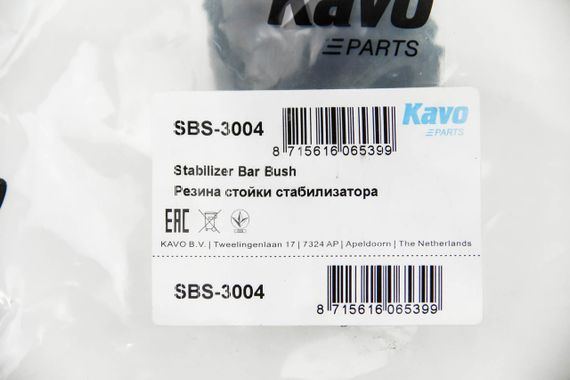 Kavo
PARTS
SBS-3004
8 715616 065399
Kavo
PARTS
Stabilizer Bar Bush
Резина стойки стабилизатора
EAC
KAVO B.V. | Tweelingenlaan 17 | 7324 AP | Apeldoorn | The Netherlands
SBS-3004
8 715616 065399